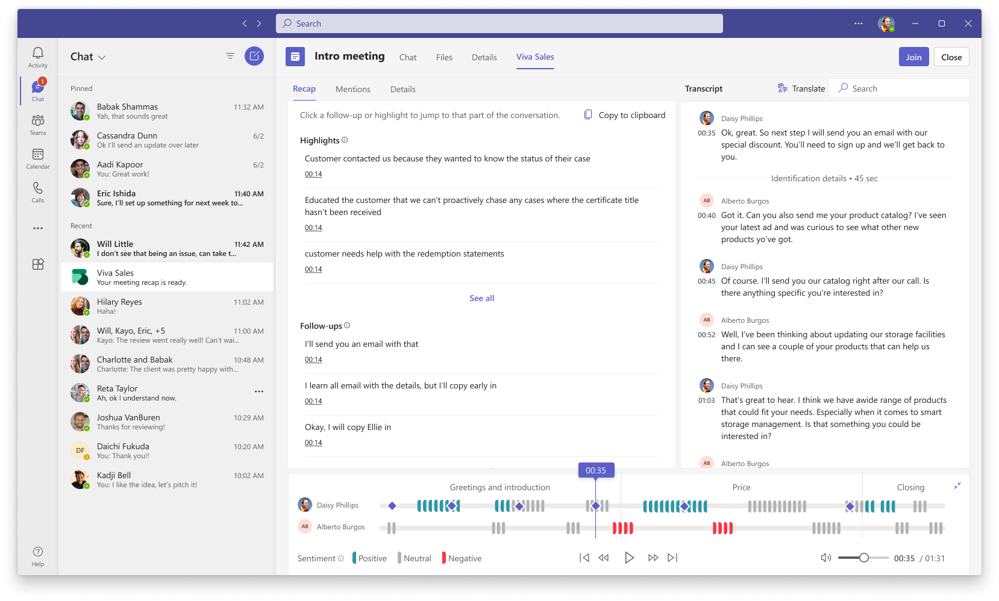 Search
Activity
1
Chat
Teams
Calendar
Calls
Help
Chat
Pinned
Babak Shammas 11:32 AM
Yah, that sounds great
Cassandra Dunn 6/2
Ok I'll send an update over later
Aadi Kapoor 6/2
You: Great work!
Eric Ishida 11:40 AM
Sure, I'll set up something for next week to...
Recent
Will Little 11:42 AM
I don't see that being an issue, can take t...
Viva Sales
Your meeting recap is ready.
Hilary Reyes 11:02 AM
Haha!
Will, Kayo, Eric, +5 11:00 AM
Kayo: The review went really well! Can't wai...
Charlotte and Babak 10:48 AM
Charlotte: The client was pretty happy with...
Reta Taylor
Ah, ok I understand now.
Joshua VanBuren 10:29 AM
Thanks for reviewing!
DF
Daichi Fukuda 10:20 AM
You: Thank you!!
Kadji Bell 10:02 AM
You: I like the idea, let's pitch it!
Intro meeting Chat Files Details Viva Sales
Join Close
Recap Mentions Details
Click a follow-up or highlight to jump to that part of the conversation. Copy to clipboard
Highlights
Customer contacted us because they wanted to know the status of their case
00:14
Educated the customer that we can't proactively chase any cases where the certificate title
hasn't been received
00:14
customer needs help with the redemption statements
00:14
See all
Follow-ups
I'll send you an email with that
00:14
I learn all email with the details, but I'll copy early in
00:14
Okay, I will copy Ellie in
00:14
Transcript Translate Search
Daisy Phillips
00:35 Ok, great. So next step I will send you an email with our
special discount. You'll need to sign up and we'll get back to
you.
Identification details • 45 sec
AB Alberto Burgos
00:40 Got it. Can you also send me your product catalog? I've seen
your latest ad and was curious to see what other new
products yo've got.
Daisy Phillips
00:45 Of course. I'll send you our catalog right after our call. Is
there anything specific you're interested in?
AB Alberto Burgos
00:52 Well, I've been thinking about updating our storage facilities
and I can see a couple of your products that can help us
there.
Daisy Phillips
01:03 That's great to hear. I think we have awide range of products
that could fit your needs. Especially when it comes to smart
storage management. Is that something you could be
interested in?
AB Alberto Burgos
00:35
Greetings and introduction Price Closing
Daisy Phillips
AB Alberto Burgos
Sentiment Positive Neutral Negative
00:35 / 01:31